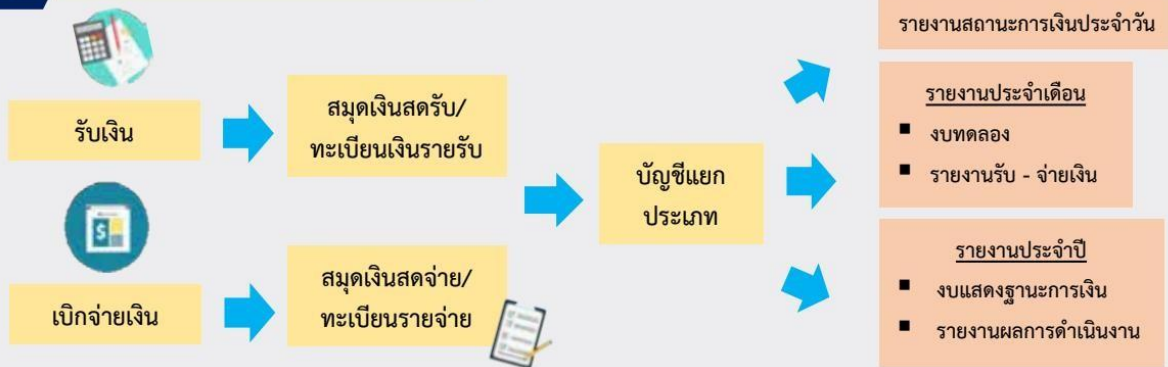 รับเงิน
สมุดเงินสดรับ/
ทะเบียนเงินรายรับ
เบิกจ่ายเงิน
สมุดเงินสดจ่าย/
ทะเบียนรายจ่าย
บัญชีแยก
ประเภท
รายงานสถานะการเงินประจำวัน
รายงานประจำเดือน
▪ งบทดลอง
▪ รายงานรับ - จ่ายเงิน
รายงานประจำปี
▪ งบแสดงฐานะการเงิน
▪ รายงานผลการดำเนินงาน